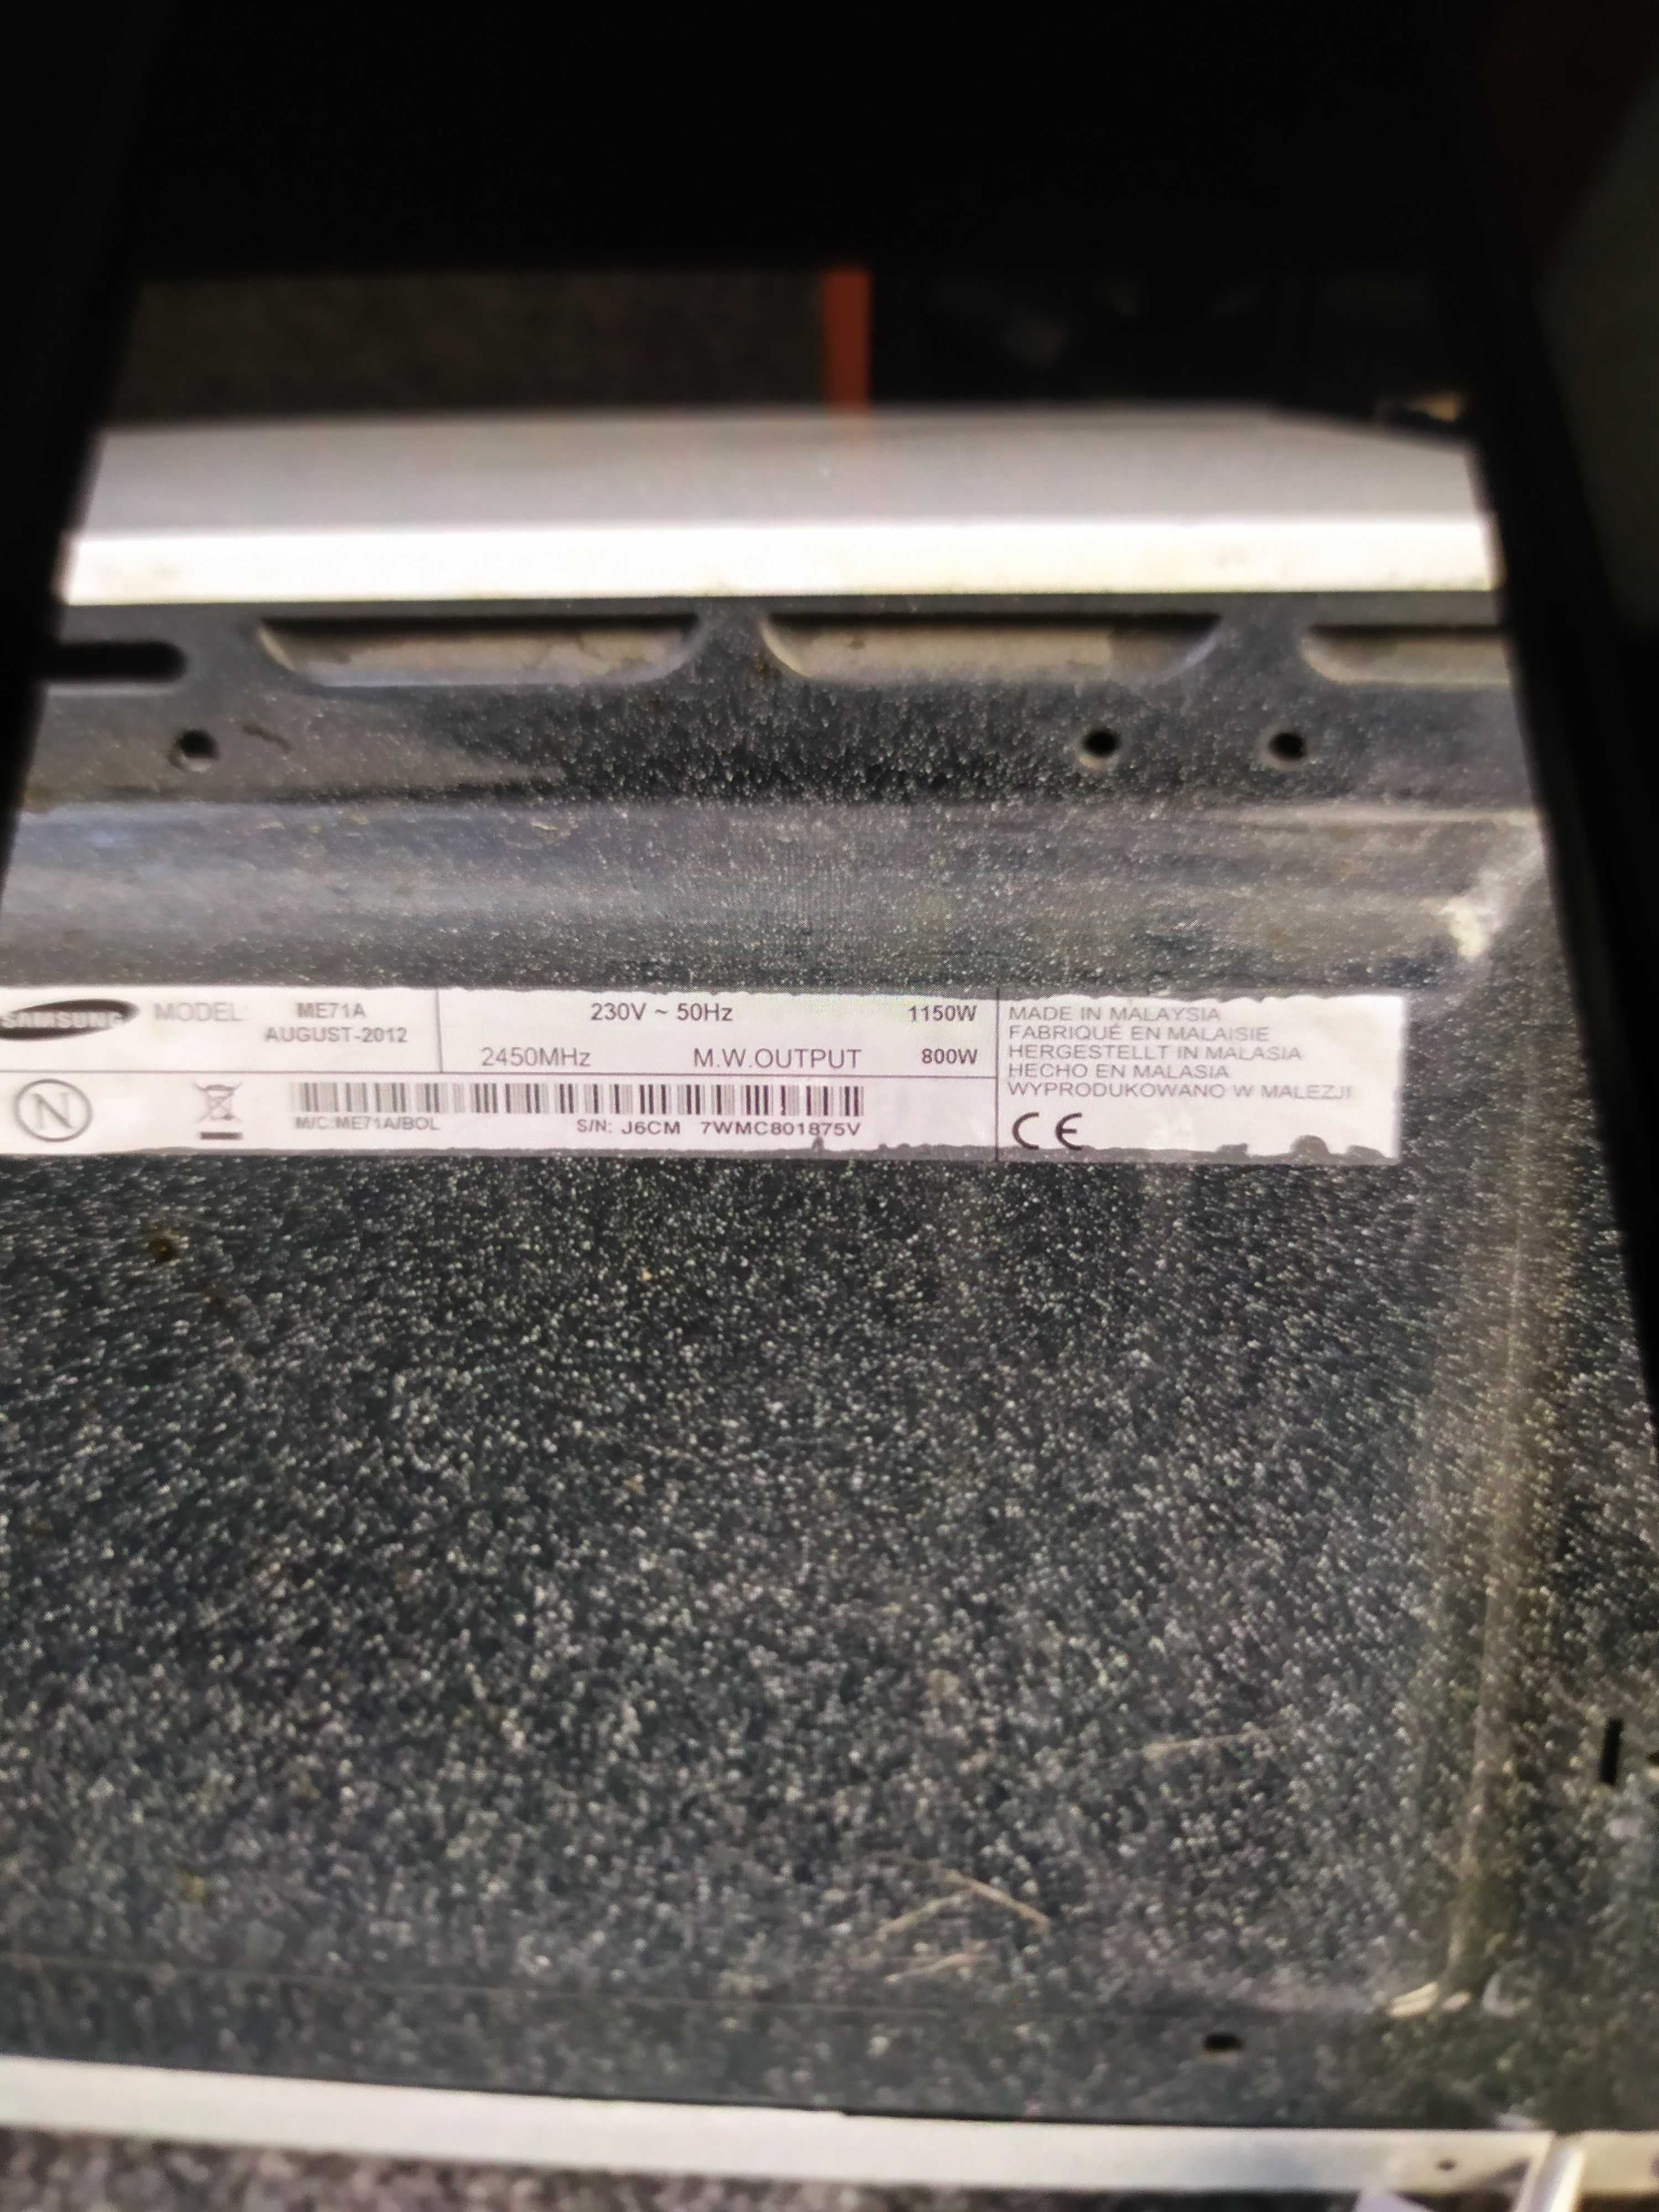 SAMSUNG
MODEL: ME71A
AUGUST-2012
230V ~ 50Hz 1150W
2450MHz M.W.OUTPUT 800W
MADE IN MALAYSIA
FABRIQUÉ EN MALAISIE
HERGESTELLT IN MALASIA
HECHO EN MALASIA
WYPRODUKOWANO W MALEZJI
N
M/C:ME71A/BOL
S/N: J6CM 7WMC801875V
CE